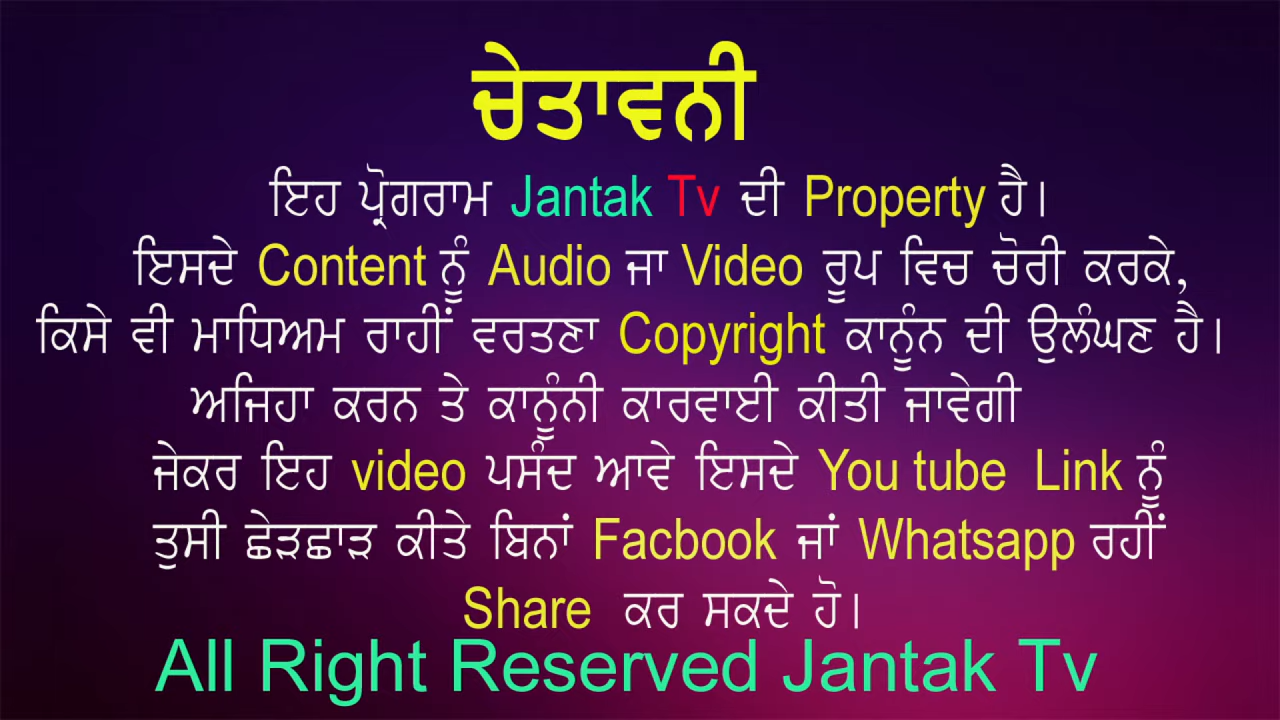 ਚੇਤਾਵਨੀ
ਇਹ ਪ੍ਰੋਗਰਾਮ Jantak Tv ਦੀ Property ਹੈ।
ਇਸਦੇ Content ਨੂੰ Audio ਜਾ Video ਰੂਪ ਵਿਚ ਚੋਰੀ ਕਰਕੇ,
ਕਿਸੇ ਵੀ ਮਾਧਿਅਮ ਰਾਹੀਂ ਵਰਤਣਾ Copyright ਕਾਨੂੰਨ ਦੀ ਉਲੰਘਣ ਹੈ।
ਅਜਿਹਾ ਕਰਨ ਤੇ ਕਾਨੂੰਨੀ ਕਾਰਵਾਈ ਕੀਤੀ ਜਾਵੇਗੀ
ਜੇਕਰ ਇਹ video ਪਸੰਦ ਆਵੇ ਇਸਦੇ You tube Link ਨੂੰ
ਤੁਸੀ ਛੇੜਛਾੜ ਕੀਤੇ ਬਿਨਾਂ Facbook ਜਾਂ Whatsapp ਰਹੀਂ
Share ਕਰ ਸਕਦੇ ਹੋ।
All Right Reserved Jantak Tv